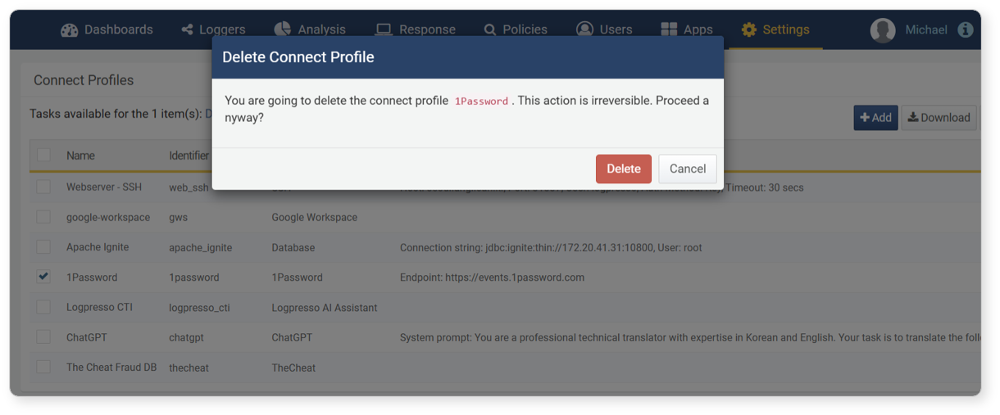 Dashboards Loggers Analysis Response Policies Users Apps Settings Michael
Delete Connect Profile
Connect Profiles
You are going to delete the connect profile 1Password . This action is irreversible. Proceed a
nyway?
Tasks available for the 1 item(s): D
Add Download
Name Identifier
Delete Cancel
Webserver - SSH web_ssh Timeout: 30 secs
google-workspace gws Google Workspace
Apache Ignite apache_ignite Database Connection string: jdbc:ignite:thin://172.20.41.31:10800, User: root
1Password 1password 1Password Endpoint: https://events.1password.com
Logpresso CTI logpresso_cti Logpresso AI Assistant
ChatGPT chatgpt ChatGPT System prompt: You are a professional technical translator with expertise in Korean and English. Your task is to translate the follo
The Cheat Fraud DB thecheat TheCheat